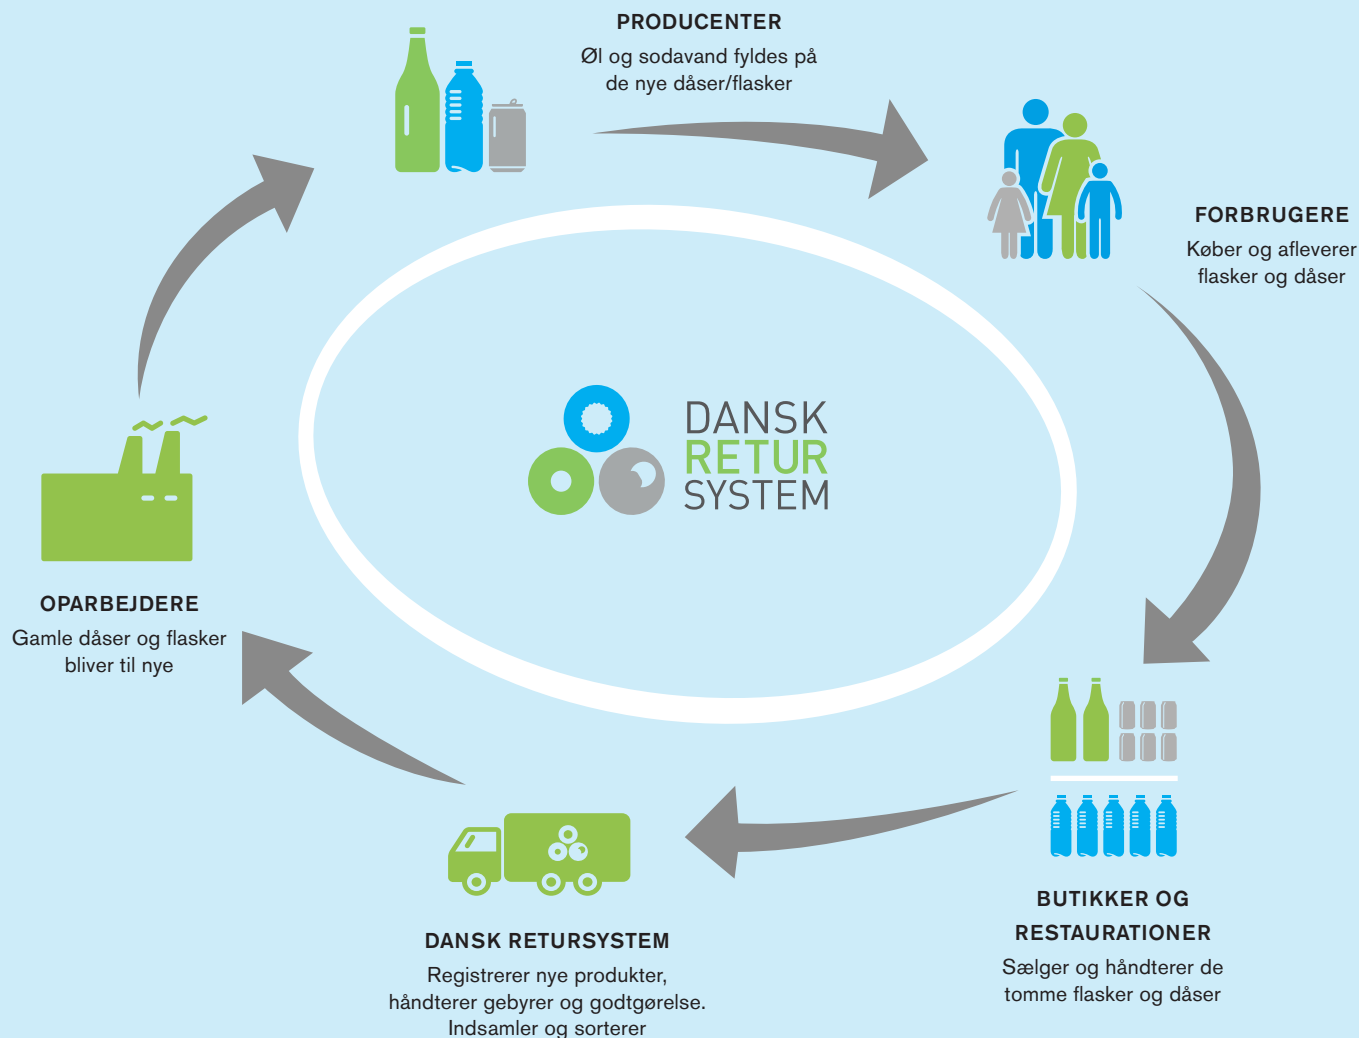 PRODUCENTER
Øl og sodavand fyldes på
de nye dåser/flasker
FORBRUGERE
Køber og afleverer
flasker og dåser
DANSK
RETUR
SYSTEM
OPARBEJDERE
Gamle dåser og flasker
bliver til nye
BUTIKKER OG
RESTAURATIONER
Sælger og håndterer de
tomme flasker og dåser
DANSK RETURSYSTEM
Registrerer nye produkter,
håndterer gebyrer og godtgørelse.
Indsamler og sorterer